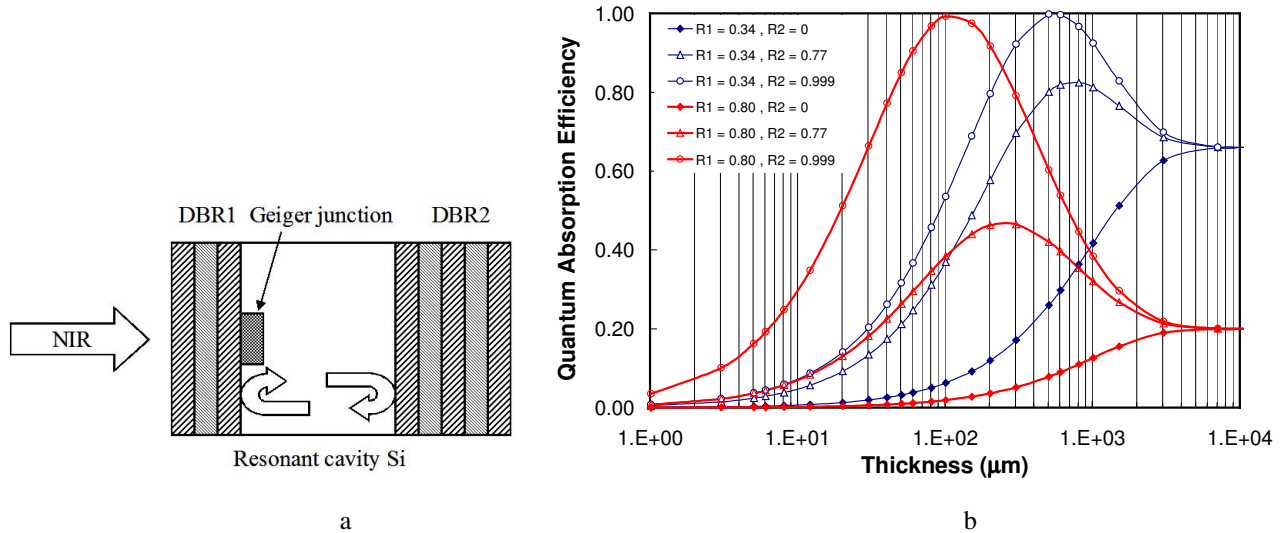 DBR1 Geiger junction DBR2
NIR
Resonant cavity Si
a
Quantum Absorption Efficiency
1.00
0.80
0.60
0.40
0.20
0.00
R1 = 0.34 , R2 = 0
R1 = 0.34 , R2 = 0.77
R1 = 0.34 , R2 = 0.999
R1 = 0.80 , R2 = 0
R1 = 0.80 , R2 = 0.77
R1 = 0.80 , R2 = 0.999
1.E+00 1.E+01 1.E+02 1.E+03 1.E+04
Thickness (μm)
b